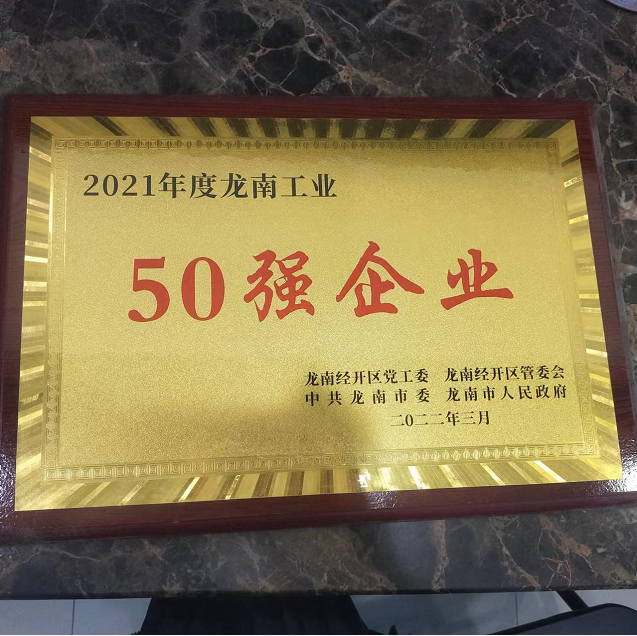 2021年度龙南工业
50强企业
龙南经开区党工委 龙南经开区管委会
中共龙南市委 龙南市人民政府
二〇二二年三月